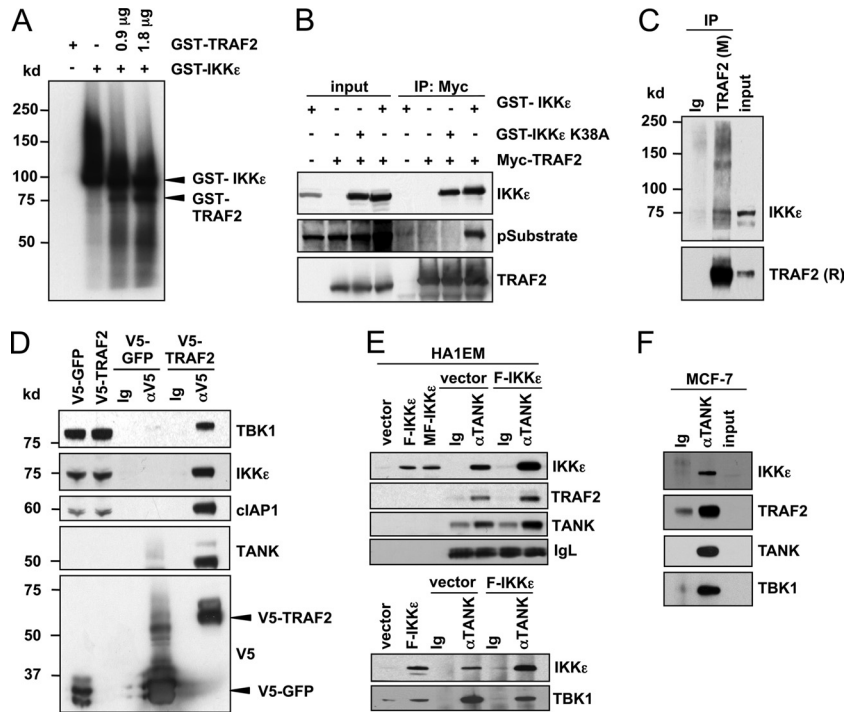 A
+ - - - GST-TRAF2
0.9 µg
1.8 µg
kd - + + + GST-IKKε
250
150
100
75
50
GST- IKKε
GST-
TRAF2
B
input IP: Myc
+ - - + + - - + GST- IKKε
- - + - - - + - GST-IKKε K38A
- + + + - + + + Myc-TRAF2
IKKε
pSubstrate
TRAF2
C
IP
Ig
TRAF2 (M)
input
kd
250
150
100
75
IKKε
TRAF2 (R)
D
V5-GFP
V5-TRAF2
V5-
GFP
V5-
TRAF2
Ig
αV5
Ig
αV5
kd
75
TBK1
75
IKKε
60
cIAP1
50
TANK
75
50
37
V5-TRAF2
V5
V5-GFP
E
HA1EM
vector F-IKKε
vector
F-IKKε
MF-IKKε
Ig
αTANK
Ig
αTANK
IKKε
TRAF2
TANK
IgL
vector F-IKKε
vector
F-IKKε
Ig
αTANK
Ig
αTANK
IKKε
TBK1
F
MCF-7
Ig
αTANK
input
IKKε
TRAF2
TANK
TBK1